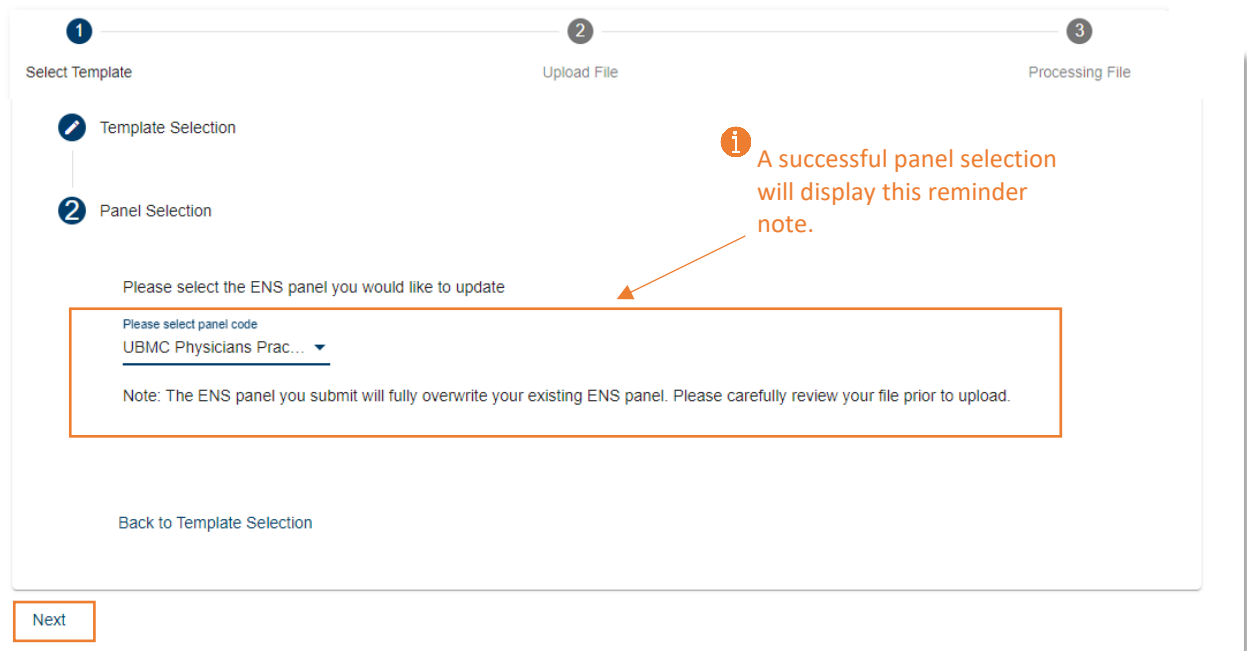 1
2
3
Select Template
Upload File
Processing File
Template Selection
i
A successful panel selection
will display this reminder
note.
2
Panel Selection
Please select the ENS panel you would like to update
Please select panel code
UBMC Physicians Prac...
Note: The ENS panel you submit will fully overwrite your existing ENS panel. Please carefully review your file prior to upload.
Back to Template Selection
Next